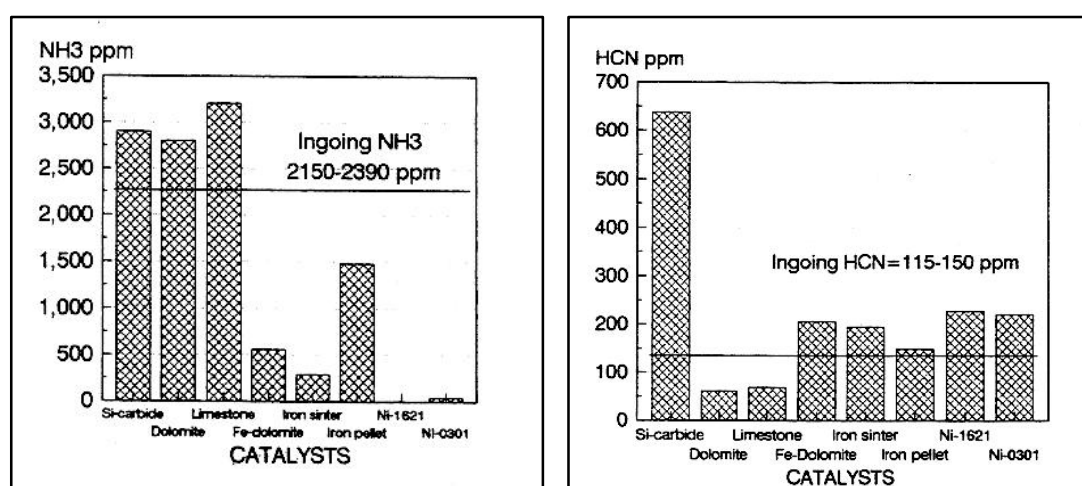 NH3 ppm
3,500
3,000
2,500
2,000
1,500
1,000
500
0
Ingoing NH3
2150-2390 ppm
Si-carbide Limestone Iron sinter Ni-1621
Dolomite Fe-dolomite Iron pellet Ni-0301
CATALYSTS
HCN ppm
700
600
500
400
300
200
100
0
Ingoing HCN=115-150 ppm
Si-carbide Limestone Iron sinter Ni-1621
Dolomite Fe-Dolomite Iron pellet Ni-0301
CATALYSTS